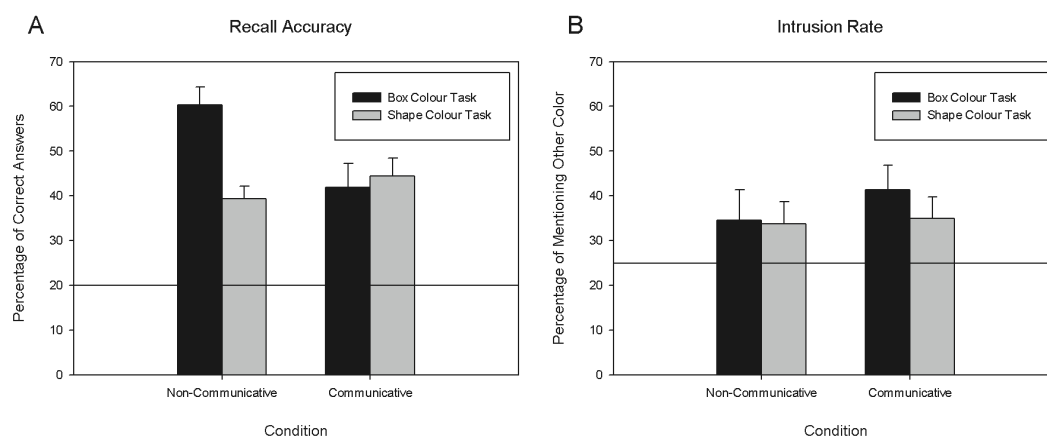 A
Recall Accuracy
Percentage of Correct Answers
70
60
50
40
30
20
10
0
Box Colour Task
Shape Colour Task
Non-Communicative
Communicative
Condition
B
Intrusion Rate
Percentage of Mentioning Other Color
70
60
50
40
30
20
10
0
Box Colour Task
Shape Colour Task
Non-Communicative
Communicative
Condition